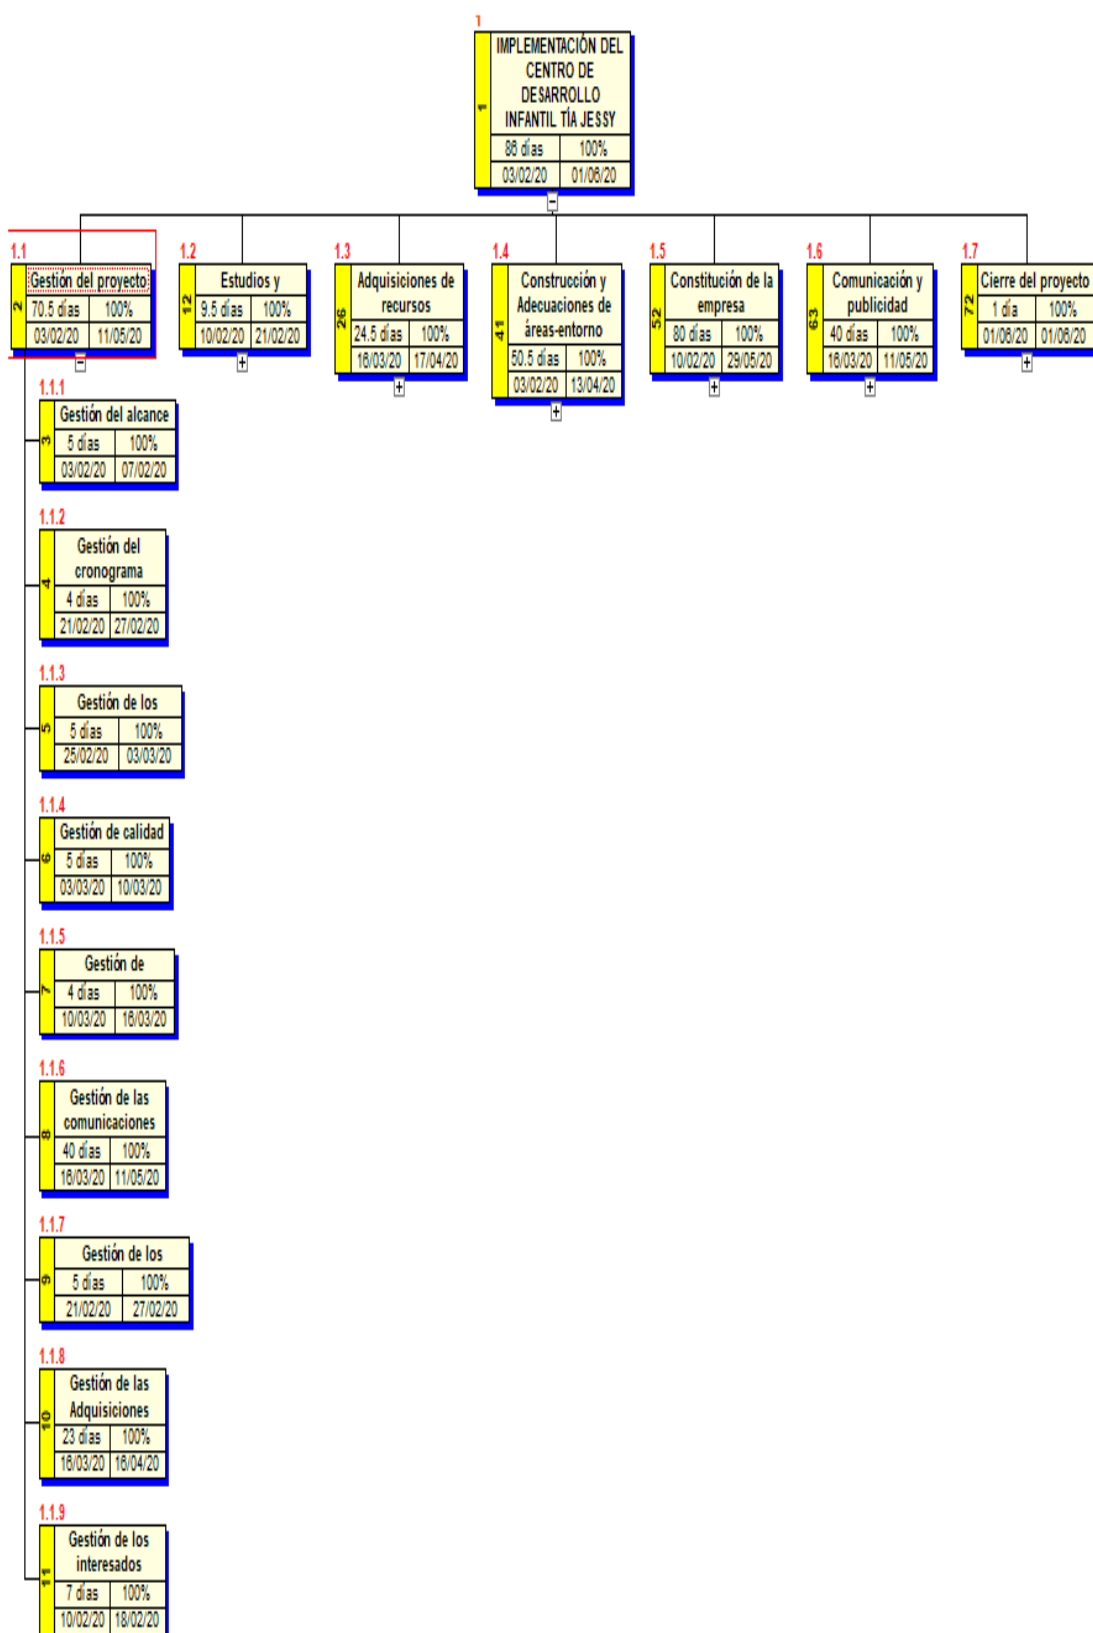 1
IMPLEMENTACIÓN DEL
CENTRO DE
DESARROLLO
INFANTIL TÍA JESSY
1
86 días 100%
03/02/20 01/06/20
1.1
Gestión del proyecto
2
70.5 días 100%
03/02/20 11/05/20
1.2
Estudios y
12
9.5 días 100%
10/02/20 21/02/20
1.3
Adquisiciones de
recursos
26
24.5 días 100%
16/03/20 17/04/20
1.4
Construcción y
Adecuaciones de
áreas-entorno
41
50.5 días 100%
03/02/20 13/04/20
1.5
Constitución de la
empresa
52
80 días 100%
10/02/20 29/05/20
1.6
Comunicación y
publicidad
63
40 días 100%
16/03/20 11/05/20
1.7
Cierre del proyecto
72
1 día 100%
01/06/20 01/06/20
1.1.1
Gestión del alcance
3
5 días 100%
03/02/20 07/02/20
1.1.2
Gestión del
cronograma
4
4 días 100%
21/02/20 27/02/20
1.1.3
Gestión de los
5
5 días 100%
25/02/20 03/03/20
1.1.4
Gestión de calidad
6
5 días 100%
03/03/20 10/03/20
1.1.5
Gestión de
7
4 días 100%
10/03/20 16/03/20
1.1.6
Gestión de las
comunicaciones
8
40 días 100%
16/03/20 11/05/20
1.1.7
Gestión de los
9
5 días 100%
21/02/20 27/02/20
1.1.8
Gestión de las
Adquisiciones
10
23 días 100%
16/03/20 16/04/20
1.1.9
Gestión de los
interesados
11
7 días 100%
10/02/20 18/02/20